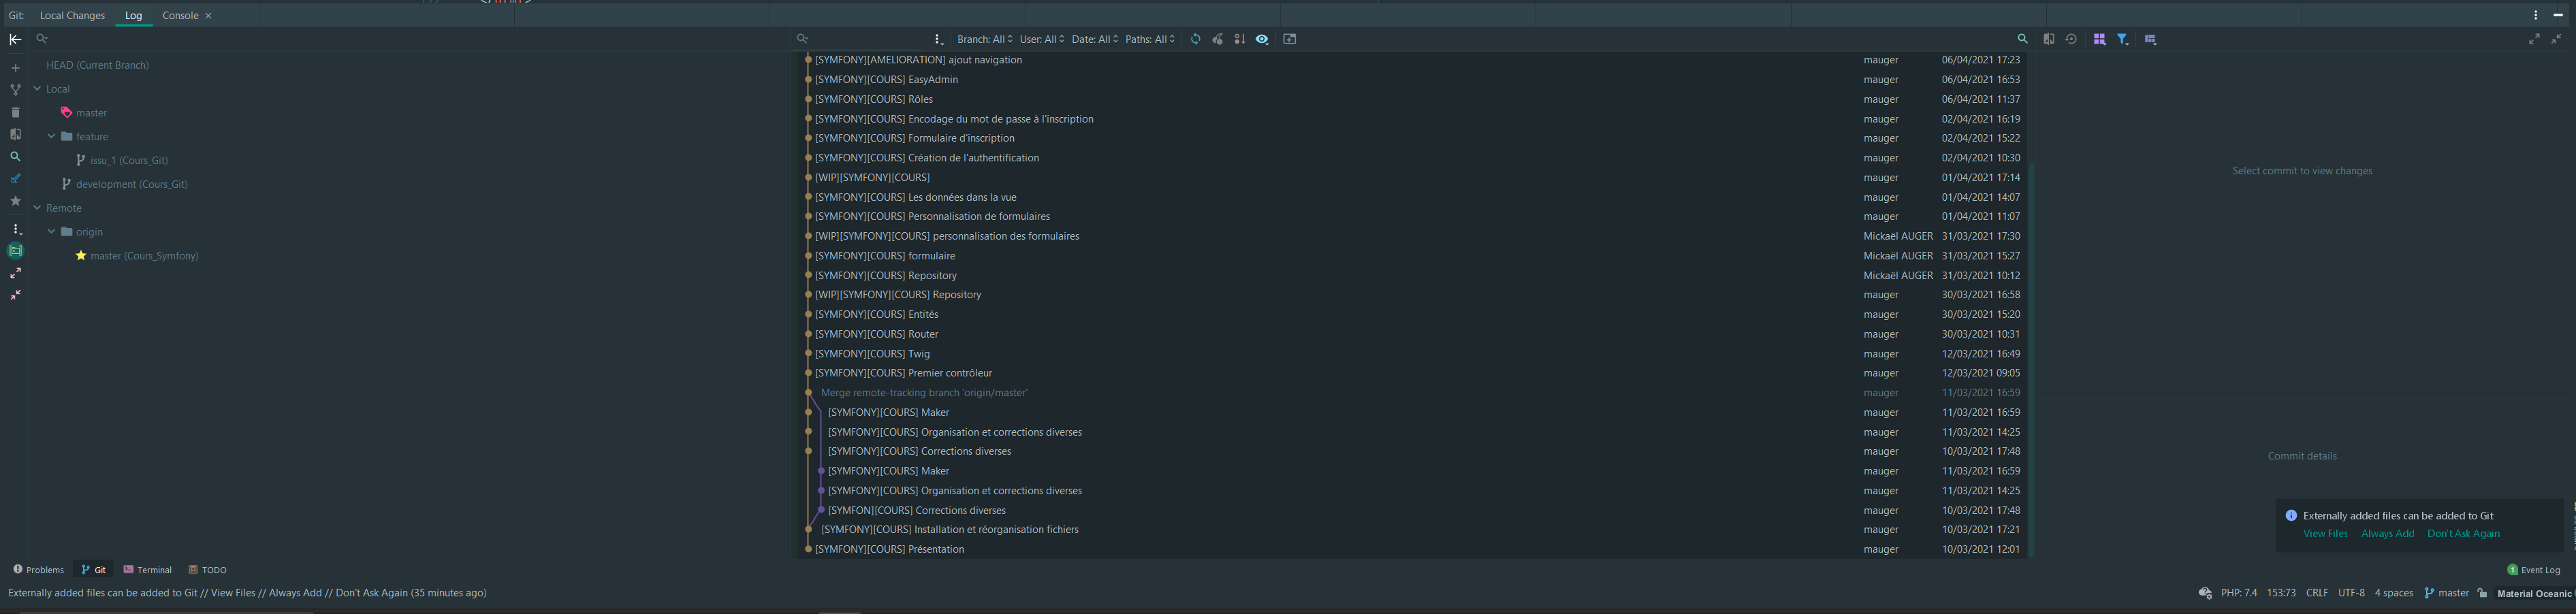 Git: Local Changes Log Console ×
Branch: All User: All Date: All Paths: All
HEAD (Current Branch)
Local
master
feature
issu_1 (Cours_Git)
development (Cours_Git)
Remote
origin
master (Cours_Symfony)
[SYMFONY][AMELIORATION] ajout navigation mauger 06/04/2021 17:23
[SYMFONY][COURS] EasyAdmin mauger 06/04/2021 16:53
[SYMFONY][COURS] Rôles mauger 06/04/2021 11:37
[SYMFONY][COURS] Encodage du mot de passe à l'inscription mauger 02/04/2021 16:19
[SYMFONY][COURS] Formulaire d'inscription mauger 02/04/2021 15:22
[SYMFONY][COURS] Création de l'authentification mauger 02/04/2021 10:30
[WIP][SYMFONY][COURS] mauger 01/04/2021 17:14
[SYMFONY][COURS] Les données dans la vue mauger 01/04/2021 14:07
[SYMFONY][COURS] Personnalisation de formulaires mauger 01/04/2021 11:07
[WIP][SYMFONY][COURS] personnalisation des formulaires Mickaël AUGER 31/03/2021 17:30
[SYMFONY][COURS] formulaire Mickaël AUGER 31/03/2021 15:27
[SYMFONY][COURS] Repository Mickaël AUGER 31/03/2021 10:12
[WIP][SYMFONY][COURS] Repository mauger 30/03/2021 16:58
[SYMFONY][COURS] Entités mauger 30/03/2021 15:20
[SYMFONY][COURS] Router mauger 30/03/2021 10:31
[SYMFONY][COURS] Twig mauger 12/03/2021 16:49
[SYMFONY][COURS] Premier contrôleur mauger 12/03/2021 09:05
Merge remote-tracking branch 'origin/master' mauger 11/03/2021 16:59
[SYMFONY][COURS] Maker mauger 11/03/2021 16:59
[SYMFONY][COURS] Organisation et corrections diverses mauger 11/03/2021 14:25
[SYMFONY][COURS] Corrections diverses mauger 10/03/2021 17:48
[SYMFONY][COURS] Maker mauger 11/03/2021 16:59
[SYMFONY][COURS] Organisation et corrections diverses mauger 11/03/2021 14:25
[SYMFON][COURS] Corrections diverses mauger 10/03/2021 17:48
[SYMFONY][COURS] Installation et réorganisation fichiers mauger 10/03/2021 17:21
[SYMFONY][COURS] Présentation mauger 10/03/2021 12:01
Select commit to view changes
Commit details
Externally added files can be added to Git
View Files Always Add Don't Ask Again
Problems Git Terminal TODO
1 Event Log
Externally added files can be added to Git // View Files // Always Add // Don't Ask Again (35 minutes ago)
PHP: 7.4 153:73 CRLF UTF-8 4 spaces master Material Oceanic